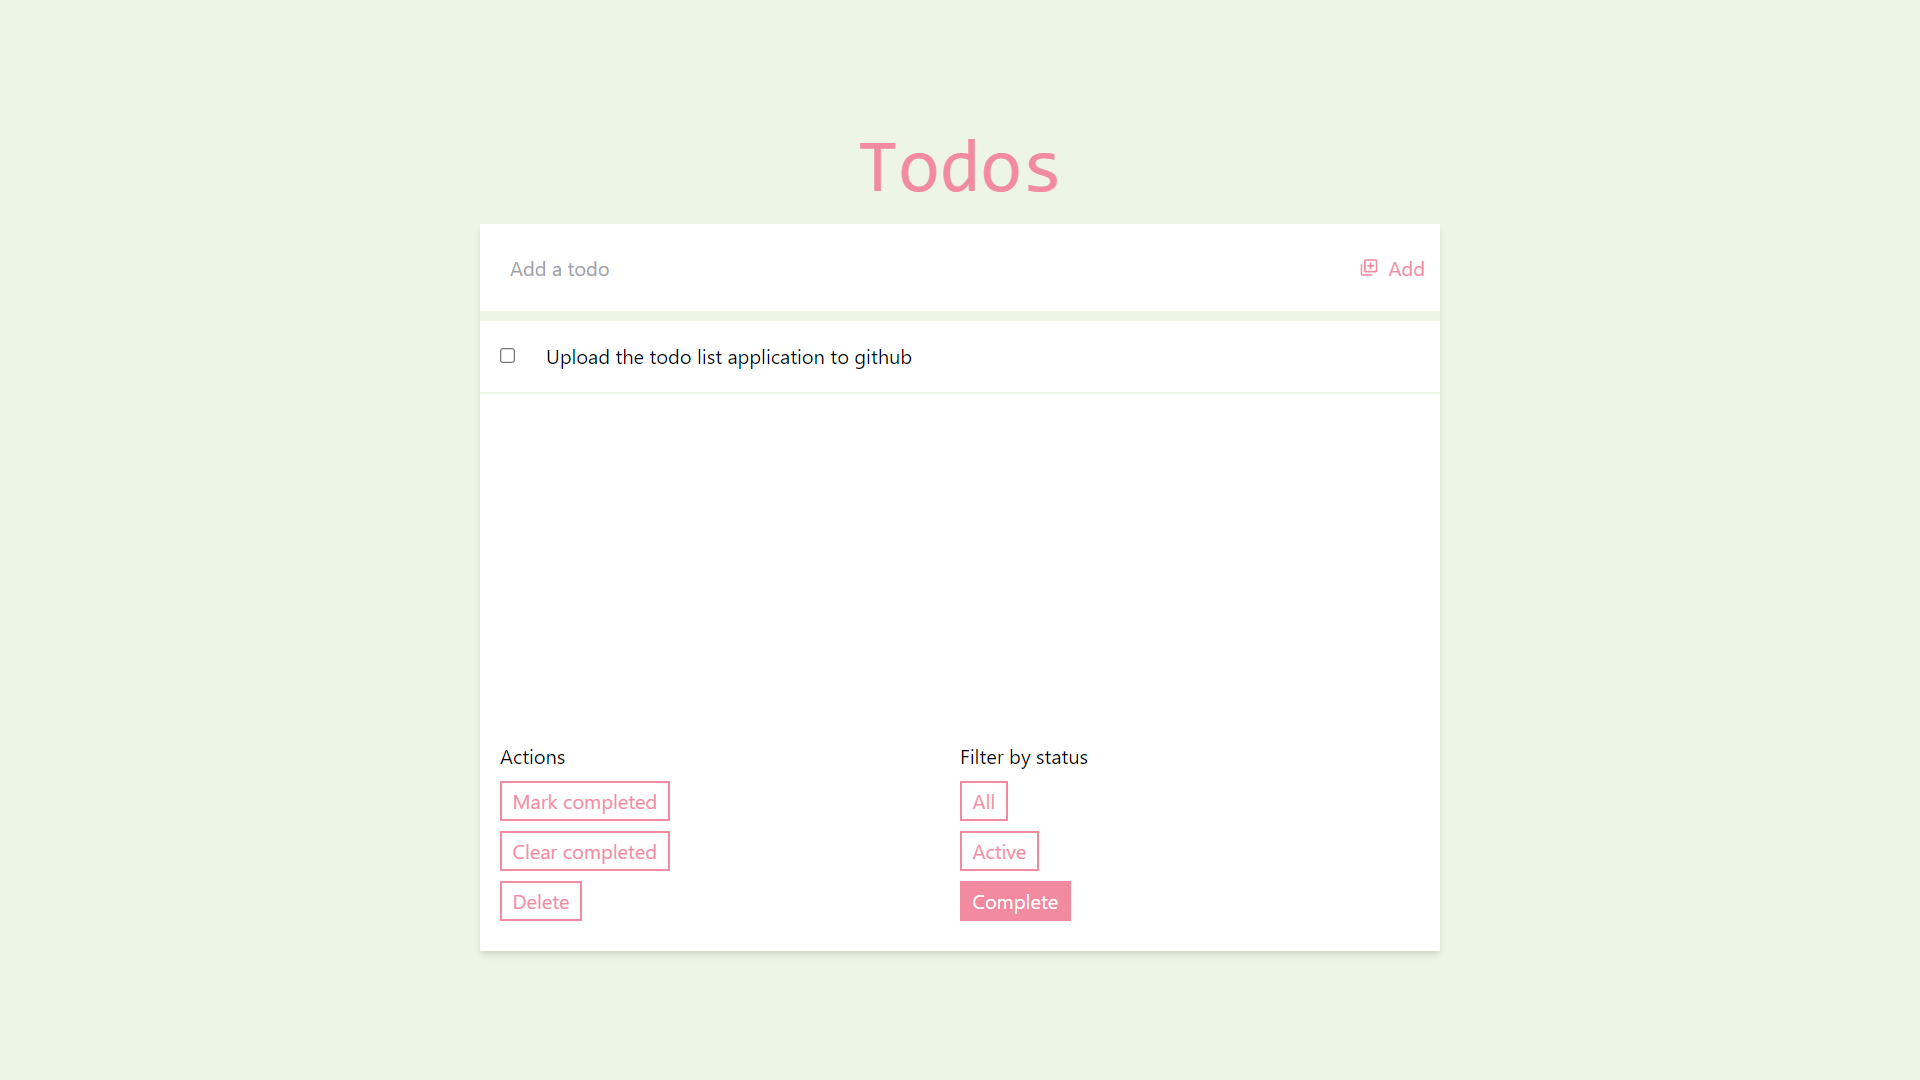 Todos
Add a todo
Add
Upload the todo list application to github
Actions
Mark completed
Clear completed
Delete
Filter by status
All
Active
Complete